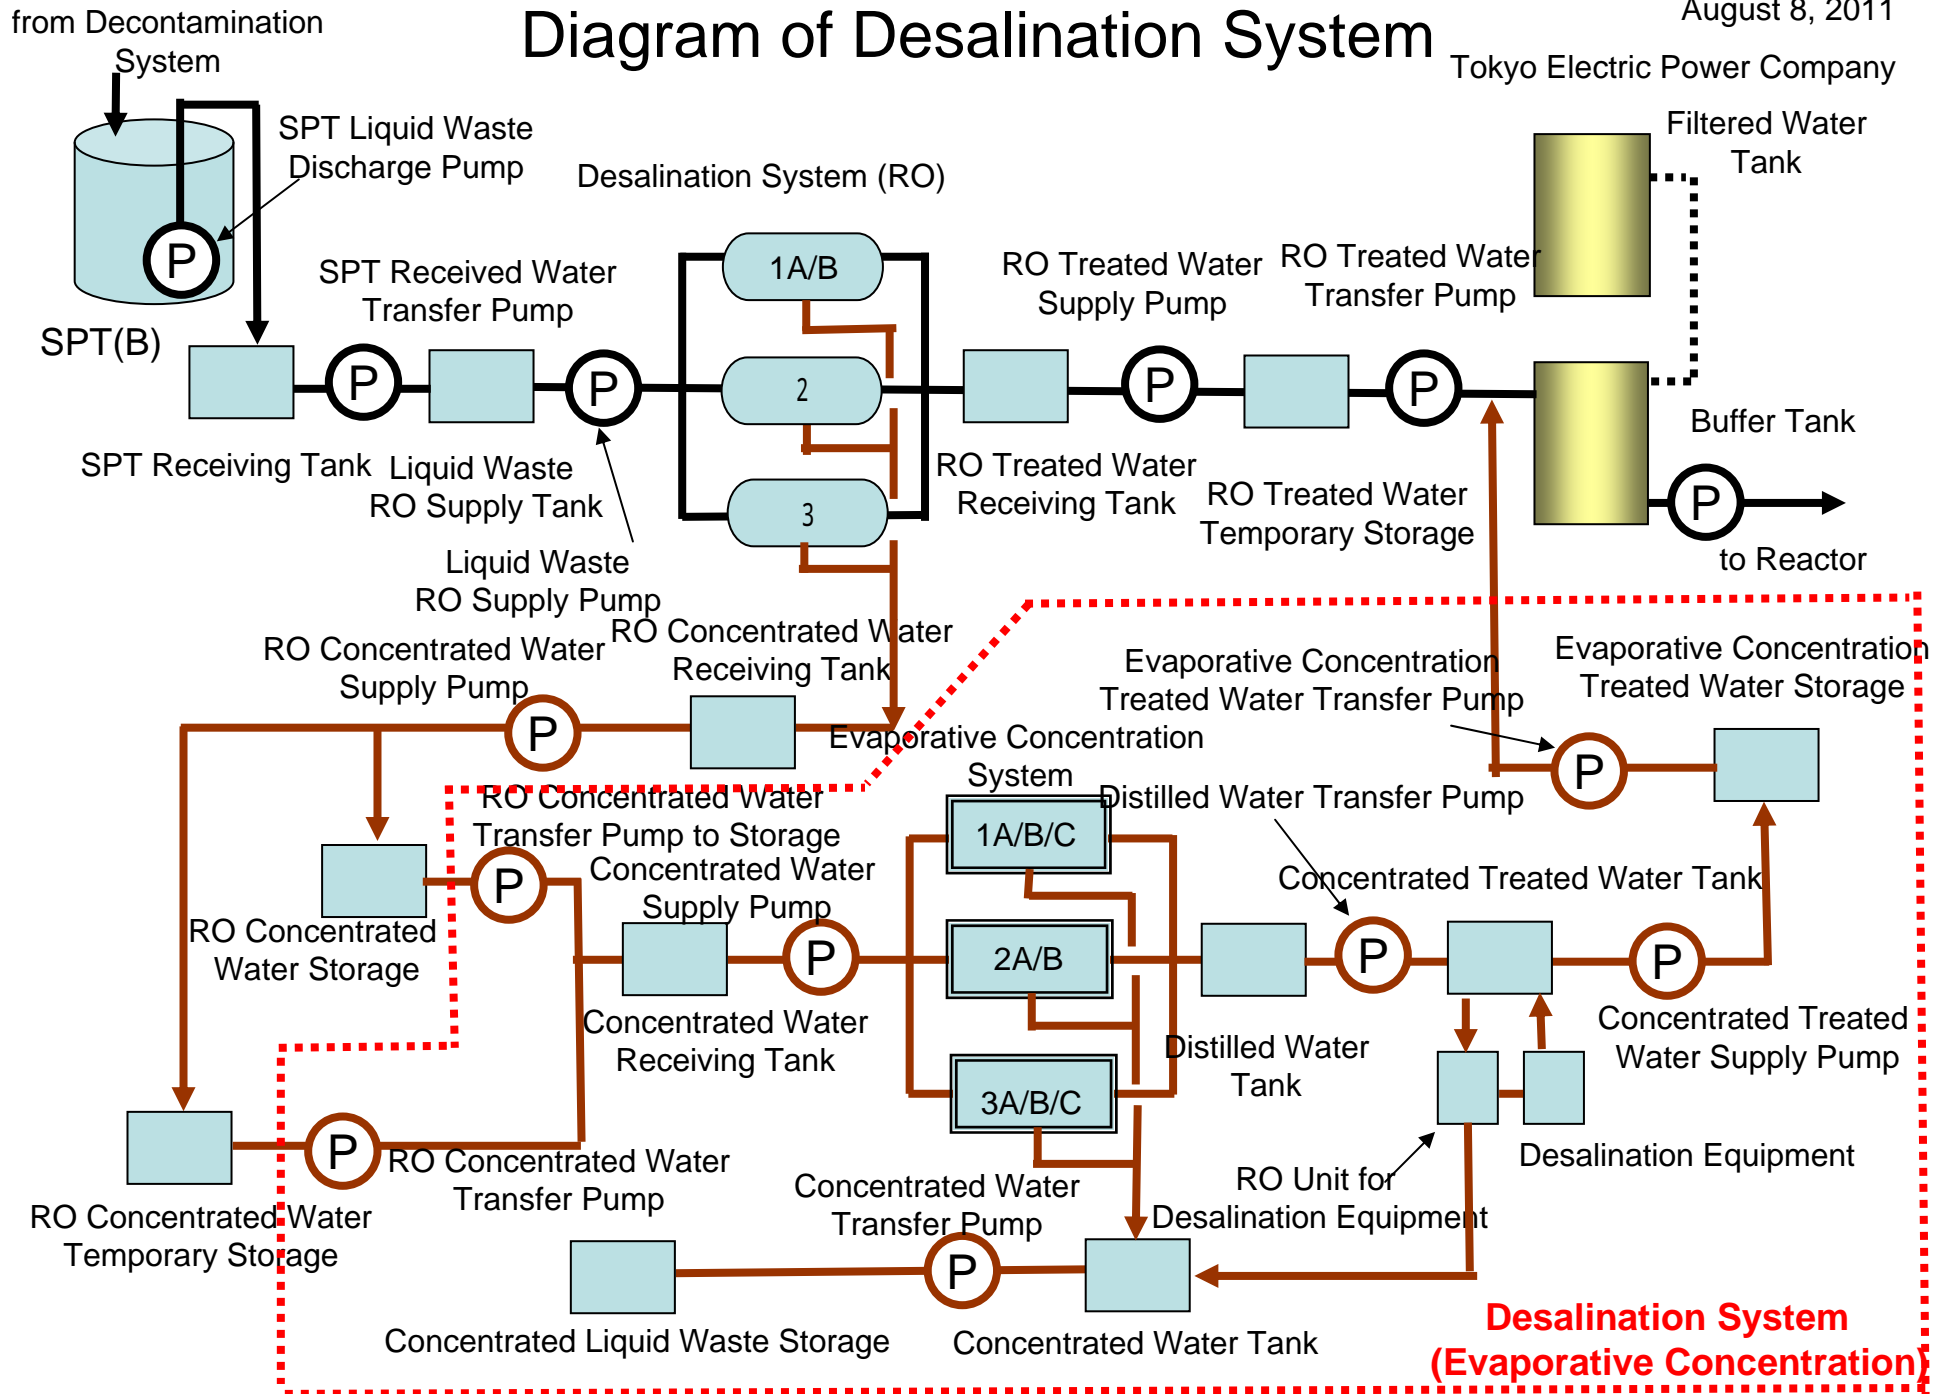 from Decontamination
System
Diagram of Desalination System
August 8, 2011
Tokyo Electric Power Company
SPT Liquid Waste
Discharge Pump
Desalination System (RO)
Filtered Water
Tank
P
SPT(B)
SPT Received Water
Transfer Pump
1A/B
RO Treated Water
Supply Pump
RO Treated Water
Transfer Pump
P
P
2
P
P
Buffer Tank
SPT Receiving Tank
Liquid Waste
RO Supply Tank
3
RO Treated Water
Receiving Tank
RO Treated Water
Temporary Storage
P
to Reactor
Liquid Waste
RO Supply Pump
RO Concentrated Water
Supply Pump
RO Concentrated Water
Receiving Tank
Evaporative Concentration
Treated Water Transfer Pump
Evaporative Concentration
Treated Water Storage
P
Evaporative Concentration
System
P
RO Concentrated Water
Transfer Pump to Storage
Distilled Water Transfer Pump
1A/B/C
P
Concentrated Water
Supply Pump
Concentrated Treated Water Tank
RO Concentrated
Water Storage
P
2A/B
P
P
Concentrated Water
Receiving Tank
Distilled Water
Tank
Concentrated Treated
Water Supply Pump
3A/B/C
P
RO Concentrated Water
Transfer Pump
Desalination Equipment
RO Unit for
Desalination Equipment
RO Concentrated Water
Temporary Storage
Concentrated Water
Transfer Pump
P
Concentrated Liquid Waste Storage
Concentrated Water Tank
Desalination System
(Evaporative Concentration)